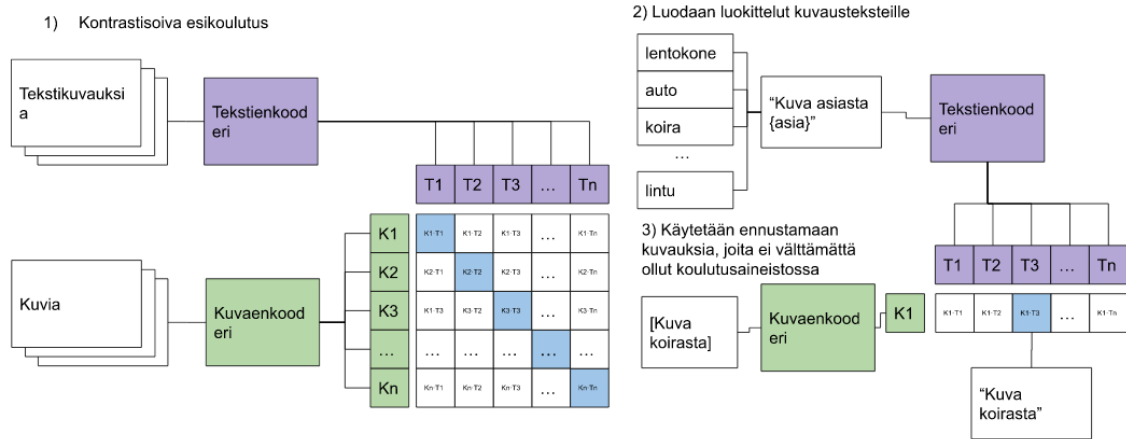 1) Kontrastisoiva esikoulutus
Tekstikuvauksi
a
Tekstienkood
eri
T1 T2 T3 ... Tn
Kuvia
Kuvaenkood
eri
K1 K1·T1 K1·T2 K1·T3 ... K1·Tn
K2 K2·T1 K2·T2 K2·T3 ... K2·Tn
K3 K1·T3 K3·T2 K3·T3 ... K3·Tn
... ... ... ... ... ...
Kn Kn·T1 Kn·T2 Kn·T3 ... Kn·Tn
2) Luodaan luokittelut kuvausteksteille
lentokone
auto
koira
...
lintu
“Kuva asiasta
{asia}”
Tekstienkood
eri
3) Käytetään ennustamaan
kuvauksia, joita ei välttämättä
ollut koulutusaineistossa
T1 T2 T3 ... Tn
[Kuva
koirasta]
Kuvaenkood
eri
K1 K1·T1 K1·T2 K1·T3 ... K1·Tn
“Kuva
koirasta”